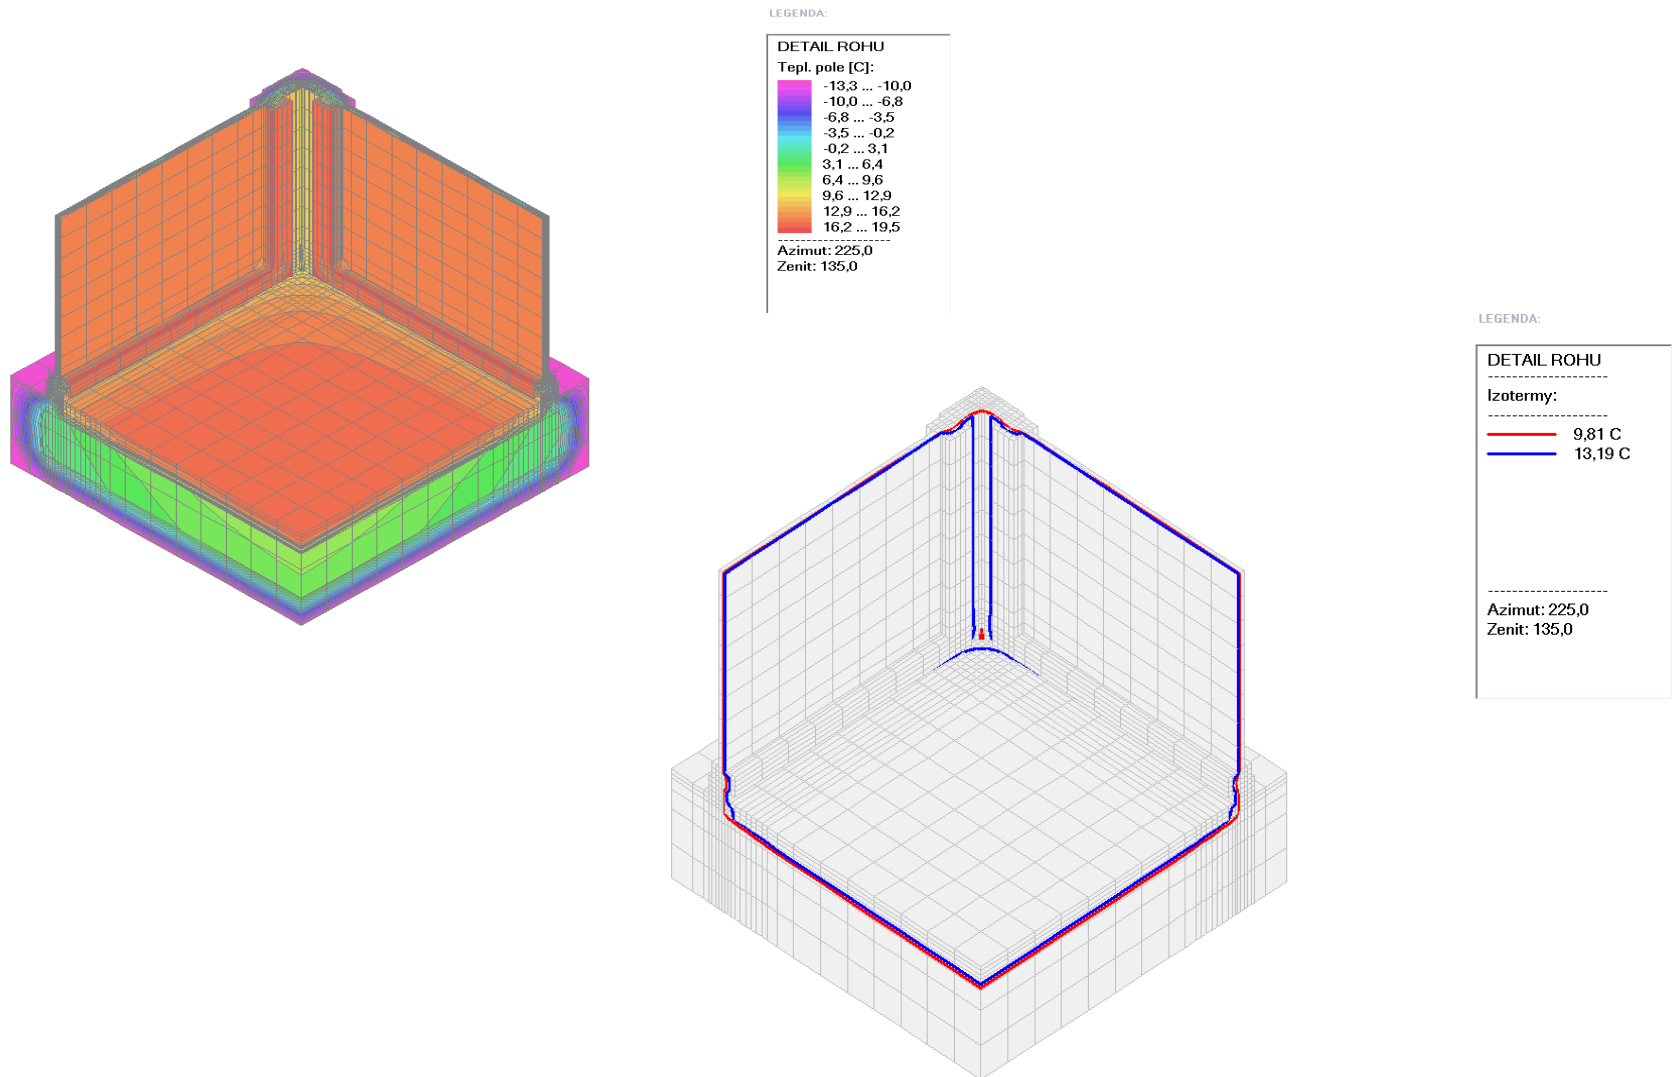 LEGENDA:
DETAIL ROHU
Tepl. pole [C]:
-13,3 ... -10,0
-10,0 ... -6,8
-6,8 ... -3,5
-3,5 ... -0,2
-0,2 ... 3,1
3,1 ... 6,4
6,4 ... 9,6
9,6 ... 12,9
12,9 ... 16,2
16,2 ... 19,5
Azimut: 225,0
Zenit: 135,0
LEGENDA:
DETAIL ROHU
Izotermy:
9,81 C
13,19 C
Azimut: 225,0
Zenit: 135,0